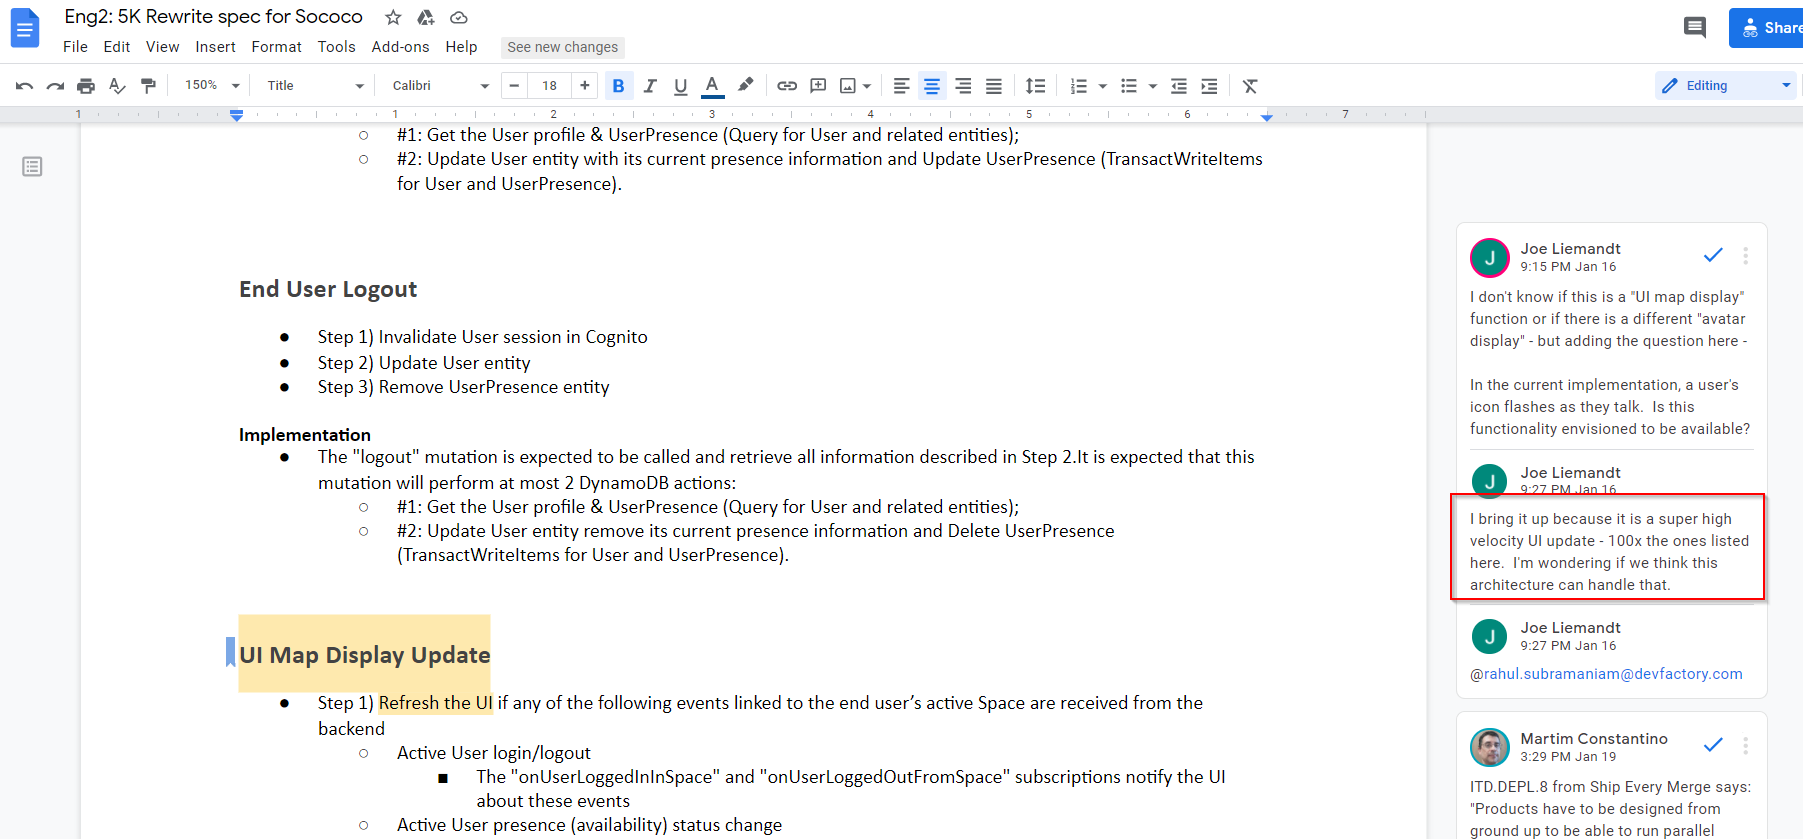 Eng2: 5K Rewrite spec for Sococo
File Edit View Insert Format Tools Add-ons Help See new changes
Share
150% Title Calibri − 18 + B I U A Editing
1 1 2 3 4 5 6 7
○ #1: Get the User profile & UserPresence (Query for User and related entities);
○ #2: Update User entity with its current presence information and Update UserPresence (TransactWriteItems
for User and UserPresence).
End User Logout
● Step 1) Invalidate User session in Cognito
● Step 2) Update User entity
● Step 3) Remove UserPresence entity
Implementation
● The "logout" mutation is expected to be called and retrieve all information described in Step 2.It is expected that this
mutation will perform at most 2 DynamoDB actions:
○ #1: Get the User profile & UserPresence (Query for User and related entities);
○ #2: Update User entity remove its current presence information and Delete UserPresence
(TransactWriteItems for User and UserPresence).
UI Map Display Update
● Step 1) Refresh the UI if any of the following events linked to the end user’s active Space are received from the
backend
○ Active User login/logout
■ The "onUserLoggedInInSpace" and "onUserLoggedOutFromSpace" subscriptions notify the UI
about these events
○ Active User presence (availability) status change
J
Joe Liemandt
9:15 PM Jan 16
I don't know if this is a "UI map display"
function or if there is a different "avatar
display" - but adding the question here -
In the current implementation, a user's
icon flashes as they talk. Is this
functionality envisioned to be available?
J
Joe Liemandt
9:27 PM Jan 16
I bring it up because it is a super high
velocity UI update - 100x the ones listed
here. I'm wondering if we think this
architecture can handle that.
J
Joe Liemandt
9:27 PM Jan 16
@rahul.subramaniam@devfactory.com
Martim Constantino
3:29 PM Jan 19
ITD.DEPL.8 from Ship Every Merge says:
"Products have to be designed from
ground up to be able to run parallel